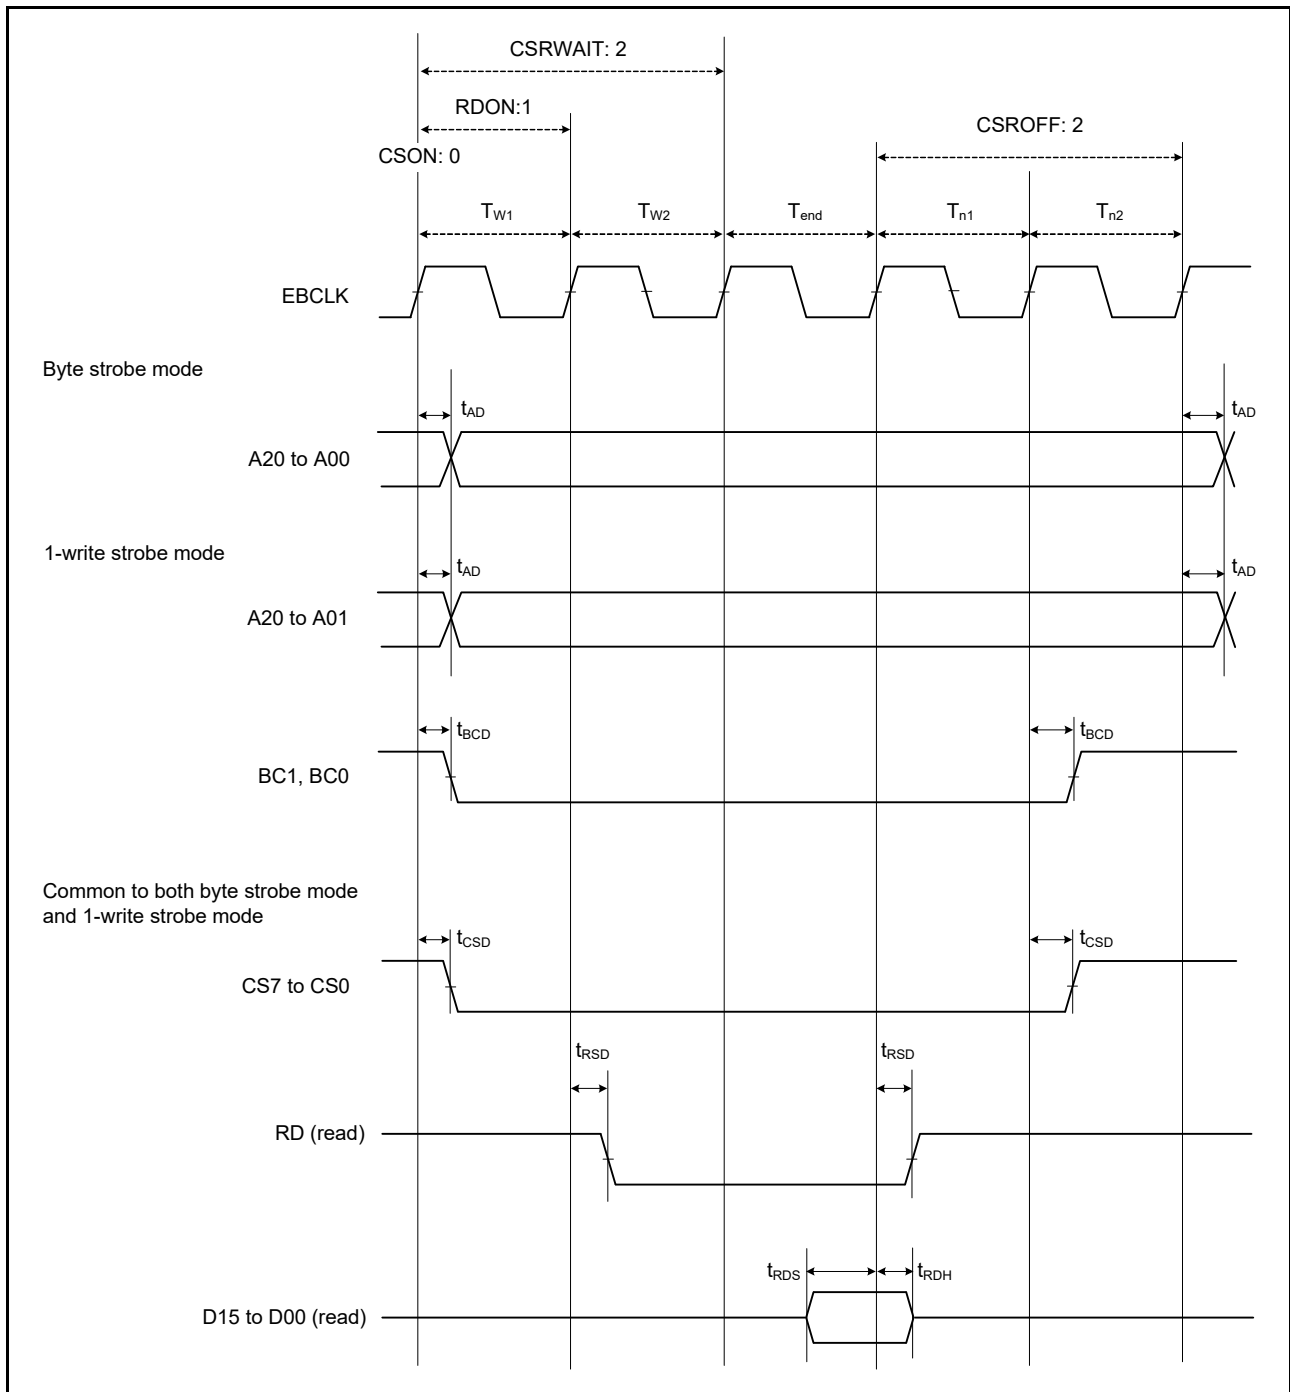 CSRWAIT: 2
RDON:1
CSROFF: 2
CSON: 0
TW1 TW2 Tend Tn1 Tn2
EBCLK
Byte strobe mode
tAD tAD
A20 to A00
1-write strobe mode
tAD tAD
A20 to A01
tBCD tBCD
BC1, BC0
Common to both byte strobe mode
and 1-write strobe mode
tCSD tCSD
CS7 to CS0
tRSD tRSD
RD (read)
tRDS tRDH
D15 to D00 (read)